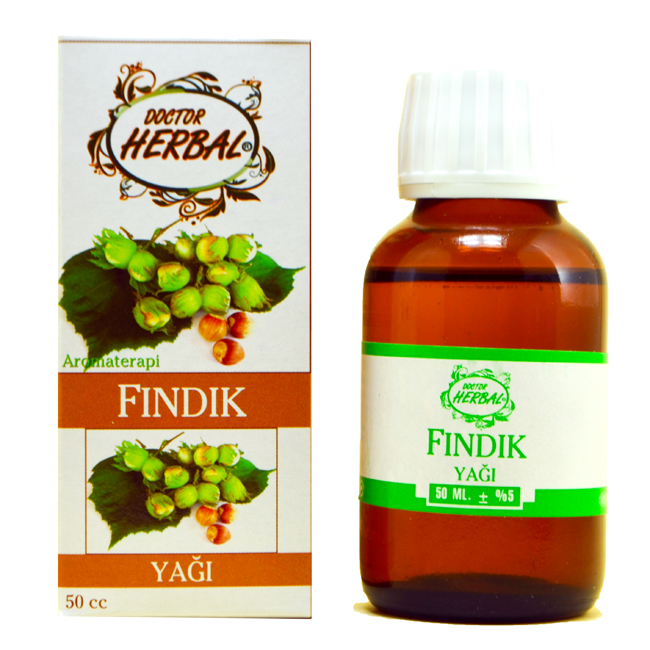 DOCTOR
HERBAL®
Aromaterapi
FINDIK
YAĞI
50 cc
DOCTOR
HERBAL®
FINDIK
YAĞI
50 ML. ± %5